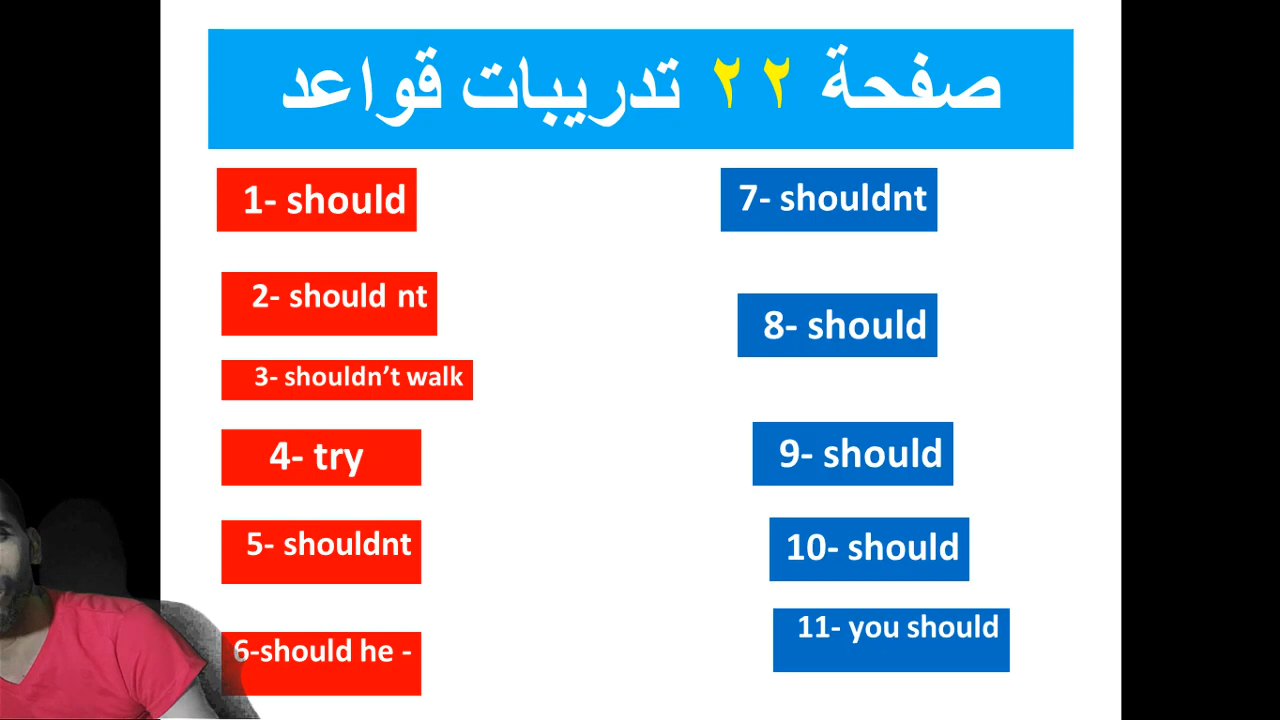 صفحة ٢٢ تدريبات قواعد
1- should
2- should nt
3- shouldn’t walk
4- try
5- shouldnt
6-should he -
7- shouldnt
8- should
9- should
10- should
11- you should